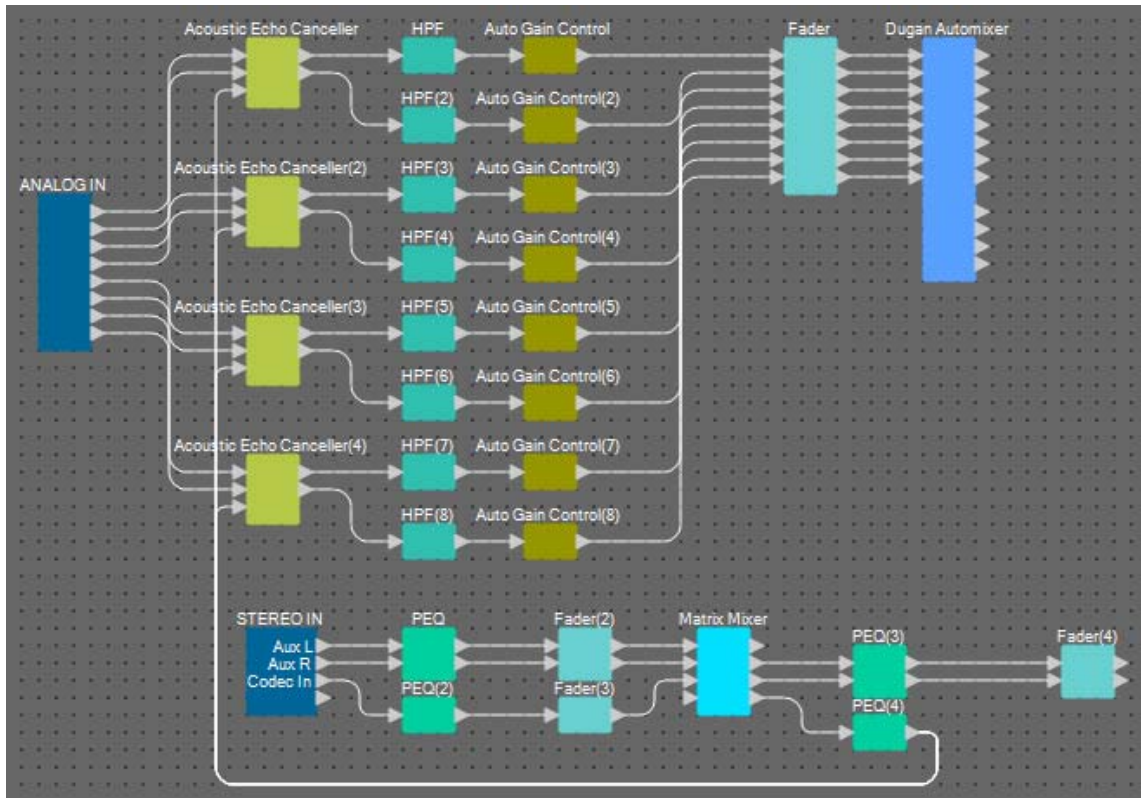 Acoustic Echo Canceller
HPF
Auto Gain Control
Fader
Dugan Automixer
HPF(2)
Auto Gain Control(2)
Acoustic Echo Canceller(2)
HPF(3)
Auto Gain Control(3)
ANALOG IN
HPF(4)
Auto Gain Control(4)
Acoustic Echo Canceller(3)
HPF(5)
Auto Gain Control(5)
HPF(6)
Auto Gain Control(6)
Acoustic Echo Canceller(4)
HPF(7)
Auto Gain Control(7)
HPF(8)
Auto Gain Control(8)
STEREO IN
PEQ
Fader(2)
Matrix Mixer
PEQ(3)
Fader(4)
Aux L
Aux R
Codec In
PEQ(2)
Fader(3)
PEQ(4)